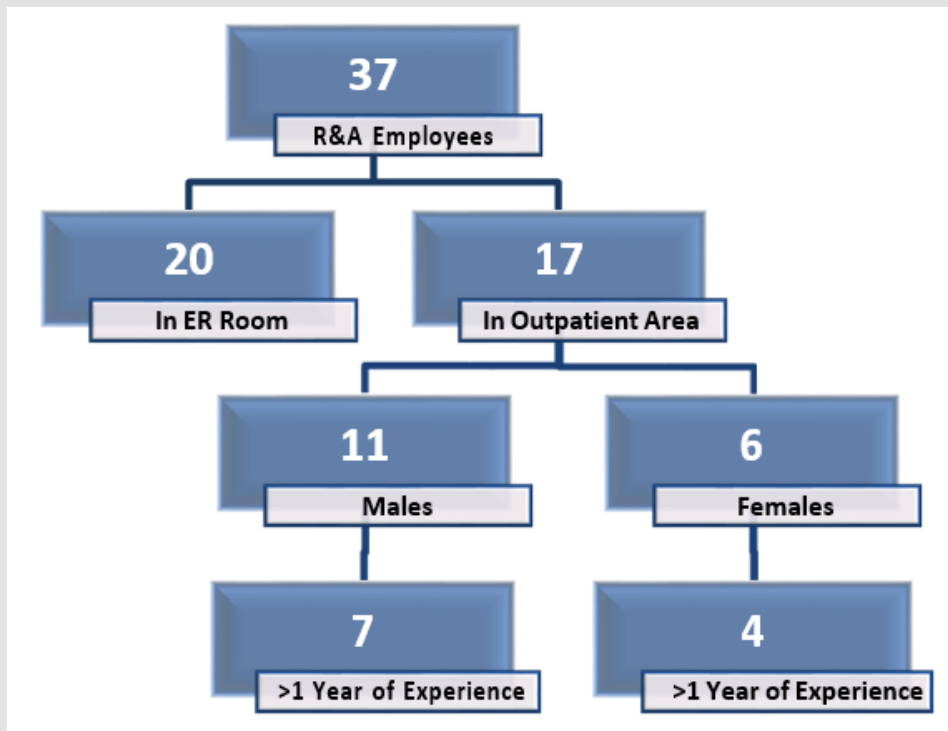 37
R&A Employees
20
In ER Room
17
In Outpatient Area
11
Males
6
Females
7
>1 Year of Experience
4
>1 Year of Experience